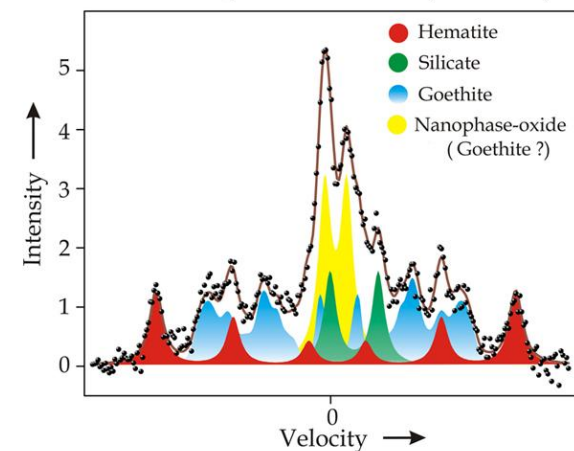 Hematite
Silicate
Goethite
Nanophase-oxide
( Goethite ?)
Intensity
5
4
3
2
1
0
0
Velocity